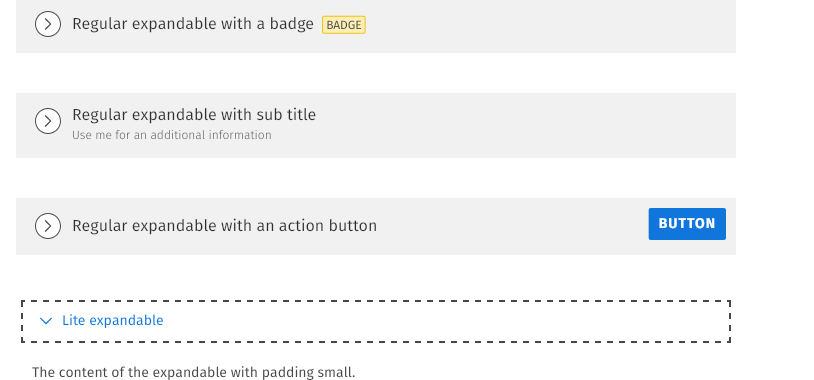 Regular expandable with a badge BADGE
Regular expandable with sub title
Use me for an additional information
Regular expandable with an action button BUTTON
Lite expandable
The content of the expandable with padding small.